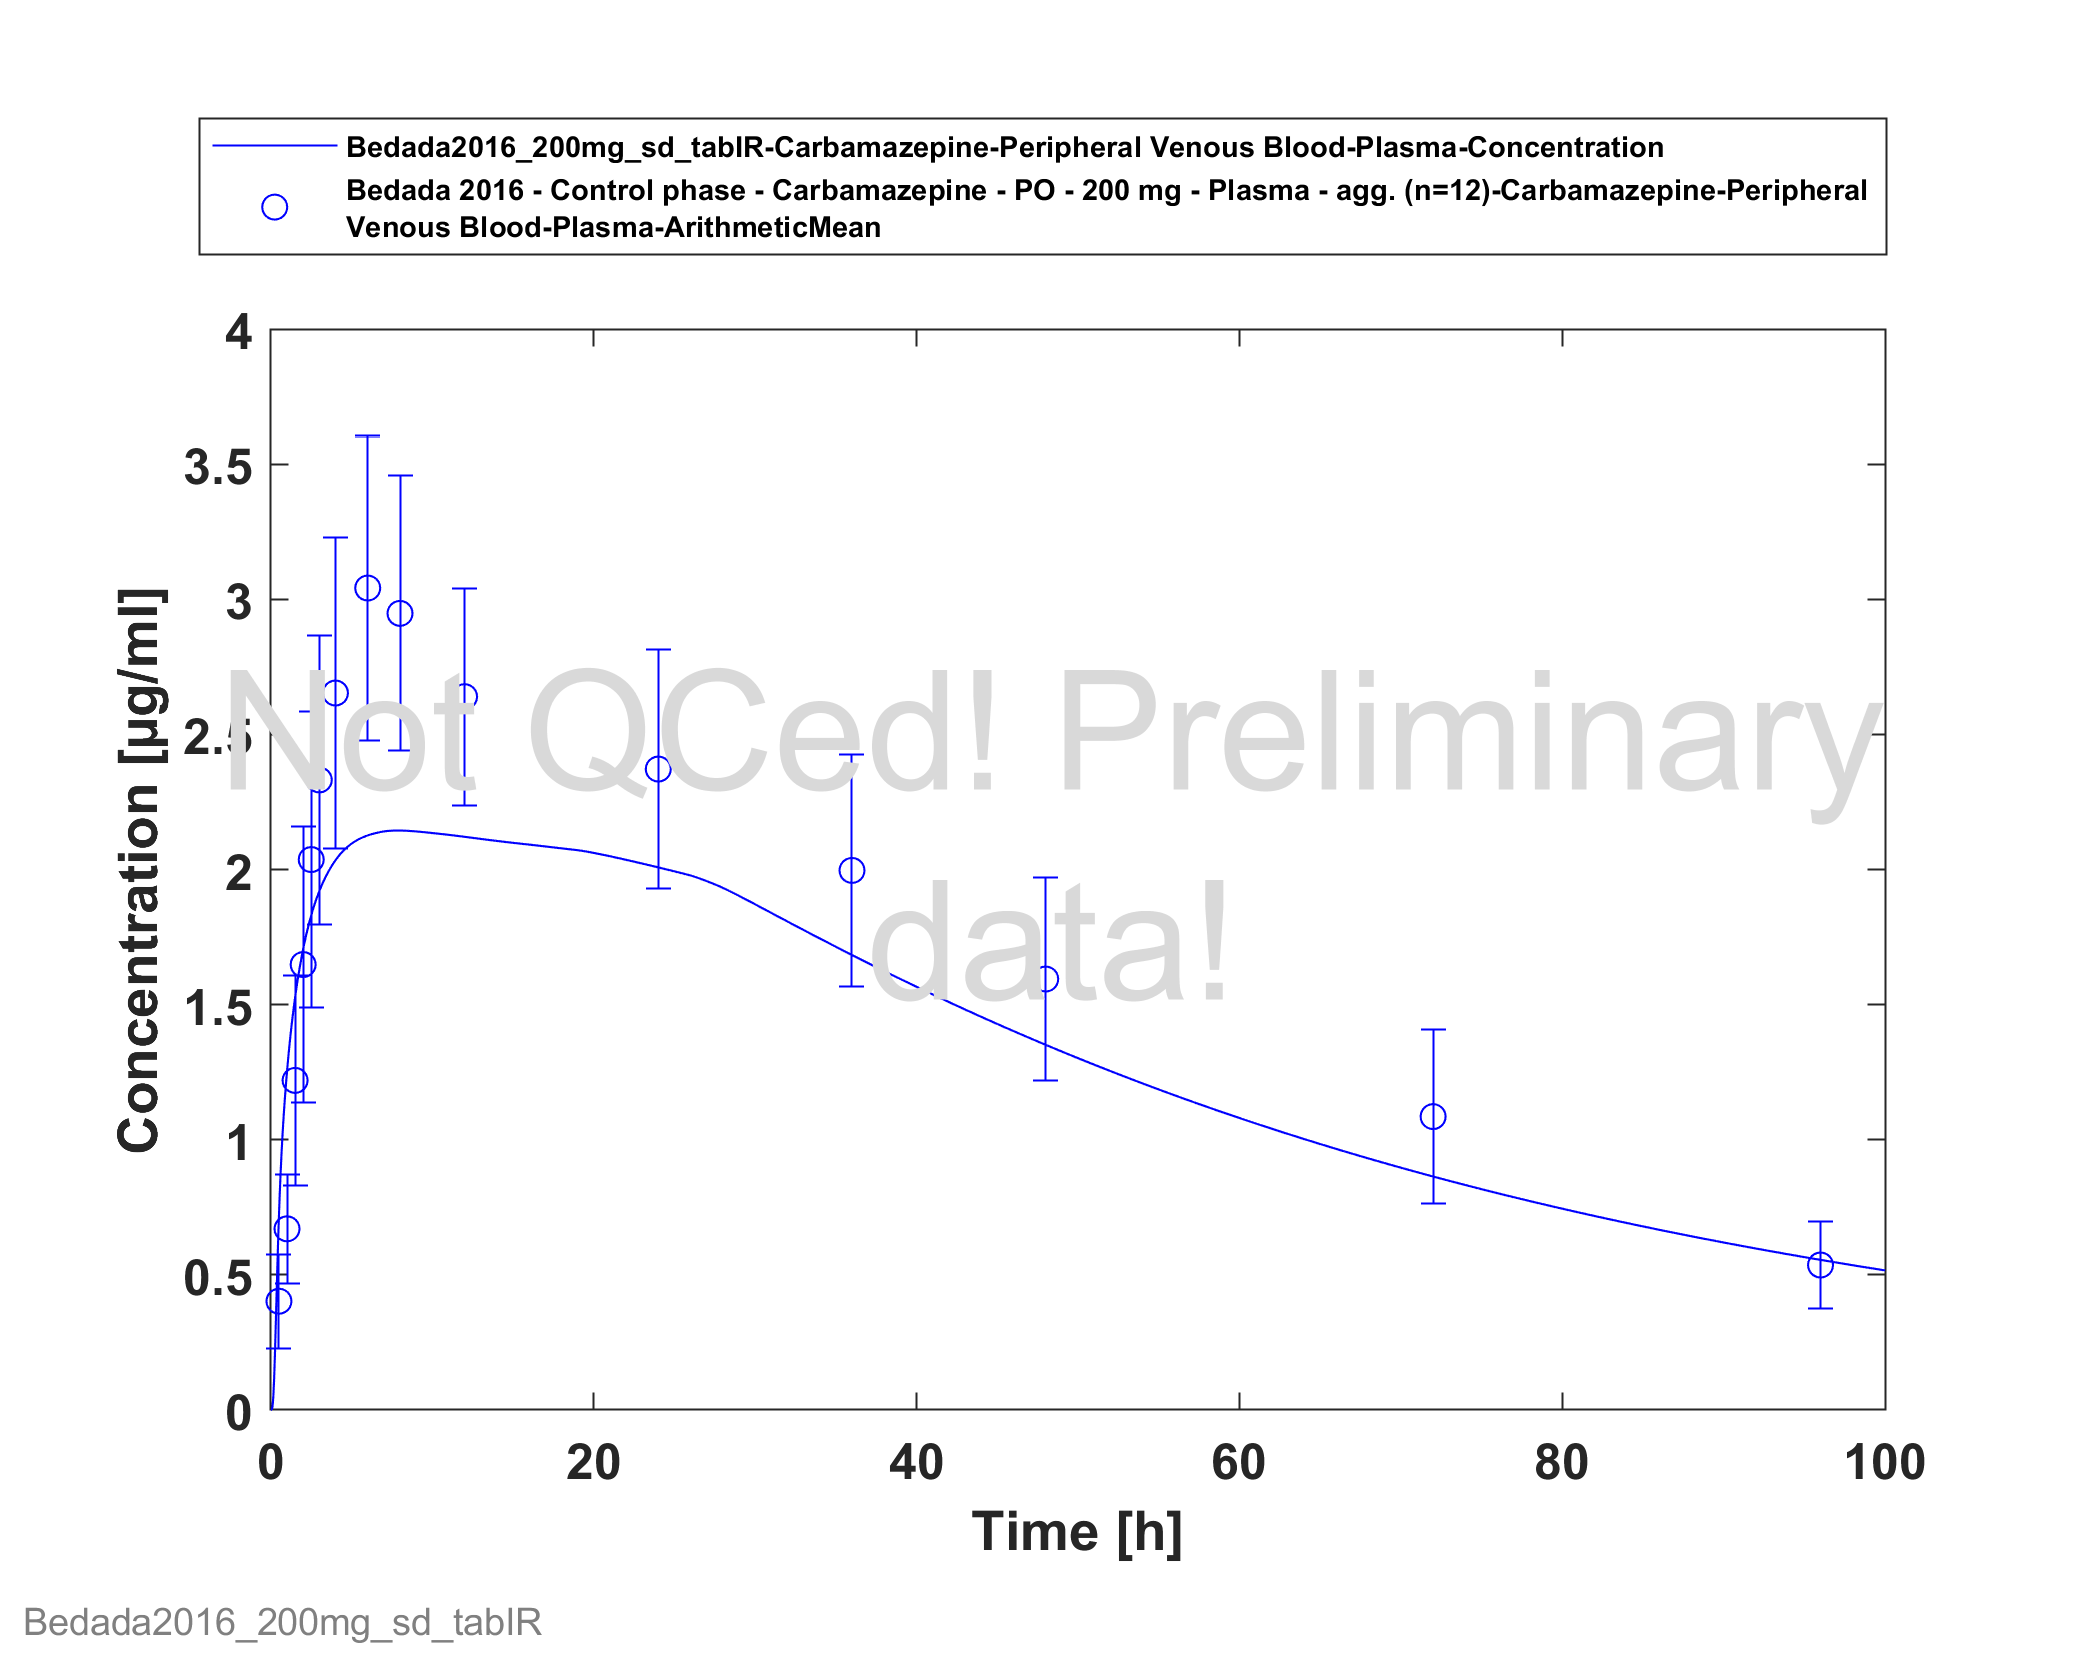 Bedada2016_200mg_sd_tabIR-Carbamazepine-Peripheral Venous Blood-Plasma-Concentration
Bedada 2016 - Control phase - Carbamazepine - PO - 200 mg - Plasma - agg. (n=12)-Carbamazepine-Peripheral
Venous Blood-Plasma-ArithmeticMean
4
3.5
3
2.5
2
1.5
1
0.5
0
Concentration [µg/ml]
Not QCed! Preliminary
data!
0 20 40 60 80 100
Time [h]
Bedada2016_200mg_sd_tabIR